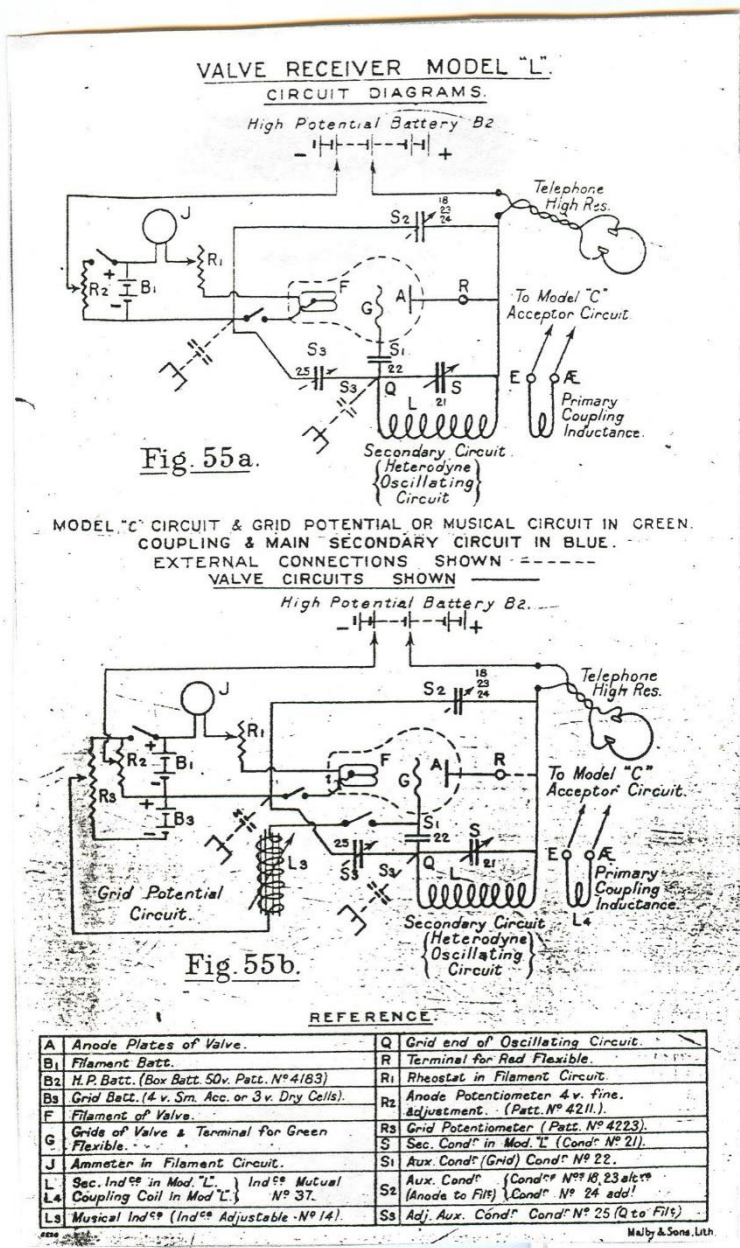 VALVE RECEIVER MODEL "L".
CIRCUIT DIAGRAMS.
High Potential Battery B2
- +
Telephone
High Res.
J
S2
18
23
24
R1
+
R2
B1
-
F
G
A
R
To Model "C"
Acceptor Circuit.
S1
22
S3
25
S3
Q
S
21
L
E Æ
Primary
Coupling
Inductance.
Secondary Circuit
(Heterodyne)
Oscillating
Circuit
Fig. 55a.
MODEL "C" CIRCUIT & GRID POTENTIAL OR MUSICAL CIRCUIT IN GREEN.
COUPLING & MAIN SECONDARY CIRCUIT IN BLUE.
EXTERNAL CONNECTIONS SHOWN ------
VALVE CIRCUITS SHOWN ———
High Potential Battery B2.
- +
Telephone
High Res.
J
S2
18
23
24
R1
+
R2
B1
-
R3
+
B3
-
F
G
A
R
To Model "C"
Acceptor Circuit.
S1
22
25
S3
S3
Q
S
21
L
L3
E Æ
Primary
Coupling
Inductance.
L4
Grid Potential
Circuit.
Secondary Circuit
(Heterodyne)
Oscillating
Circuit
Fig. 55b.
REFERENCE
A Anode Plates of Valve.
B1 Filament Batt.
B2 H.P. Batt. (Box Batt. 50v. Patt. Nº 4183)
B3 Grid Batt. (4 v. Sm. Acc. or 3 v. Dry Cells).
F Filament of Valve.
G Grids of Valve & Terminal for Green
Flexible.
J Ammeter in Filament Circuit.
L Sec. Indce in Mod. "L". } Indce Mutual
L4 Coupling Coil in Mod "L". } Nº 37.
L3 Musical Indce (Indce Adjustable - Nº 14).
Q Grid end of Oscillating Circuit.
R Terminal for Red Flexible.
R1 Rheostat in Filament Circuit.
R2 Anode Potentiometer 4 v. fine.
adjustment. (Patt. Nº 4211.)
R3 Grid Potentiometer (Patt. Nº 4223).
S Sec. Condr in Mod. "L" (Condr Nº 21).
S1 Aux. Condr (Grid) Condr Nº 22.
S2 Aux. Condr {Condrs Nos 18, 23
(Anode to Fils) {Condr Nº 24 add!
S3 Adj. Aux. Condr Condr Nº 25 (Q to Fils)
Malby & Sons, Lith.